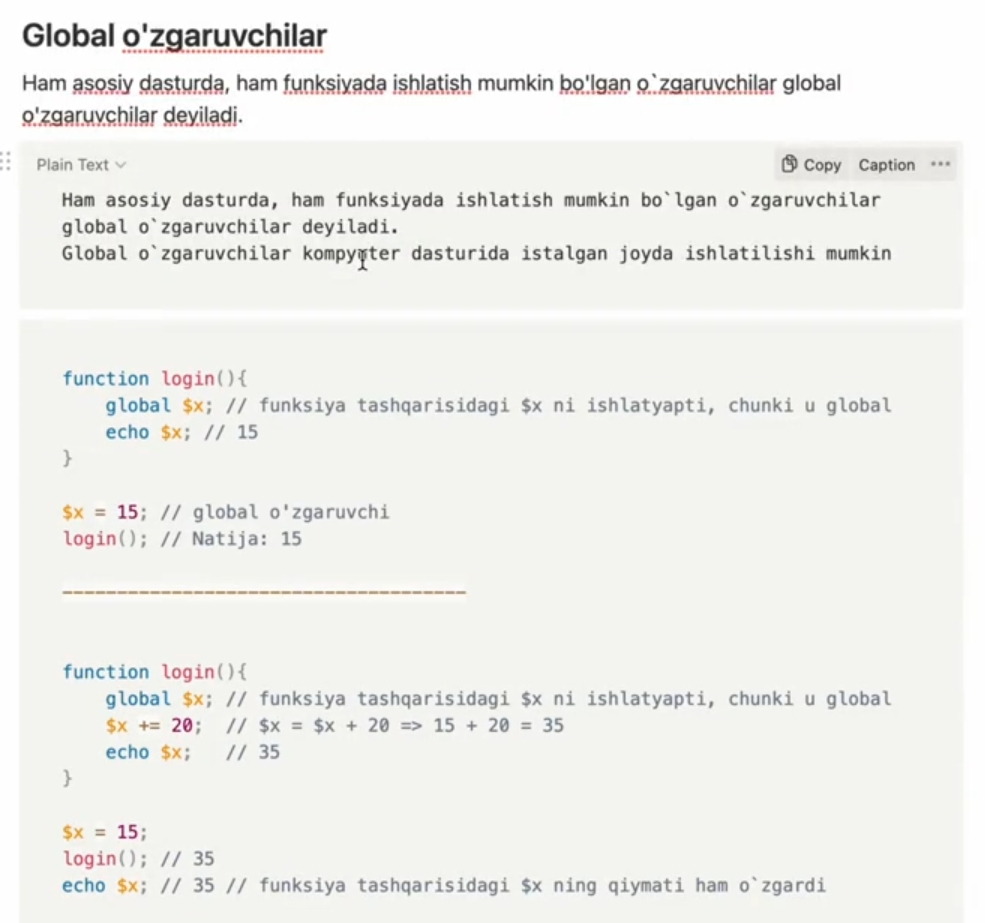 Global o'zgaruvchilar
Ham asosiy dasturda, ham funksiyada ishlatish mumkin bo'lgan o`zgaruvchilar global
o'zgaruvchilar deyiladi.
Plain Text
Copy Caption ···
Ham asosiy dasturda, ham funksiyada ishlatish mumkin bo`lgan o`zgaruvchilar
global o`zgaruvchilar deyiladi.
Global o`zgaruvchilar kompyuter dasturida istalgan joyda ishlatilishi mumkin
function login(){
    global $x; // funksiya tashqarisidagi $x ni ishlatyapti, chunki u global
    echo $x; // 15
}
$x = 15; // global o'zgaruvchi
login(); // Natija: 15
-------------------------------------
function login(){
    global $x; // funksiya tashqarisidagi $x ni ishlatyapti, chunki u global
    $x += 20;  // $x = $x + 20 => 15 + 20 = 35
    echo $x;   // 35
}
$x = 15;
login(); // 35
echo $x; // 35 // funksiya tashqarisidagi $x ning qiymati ham o`zgardi